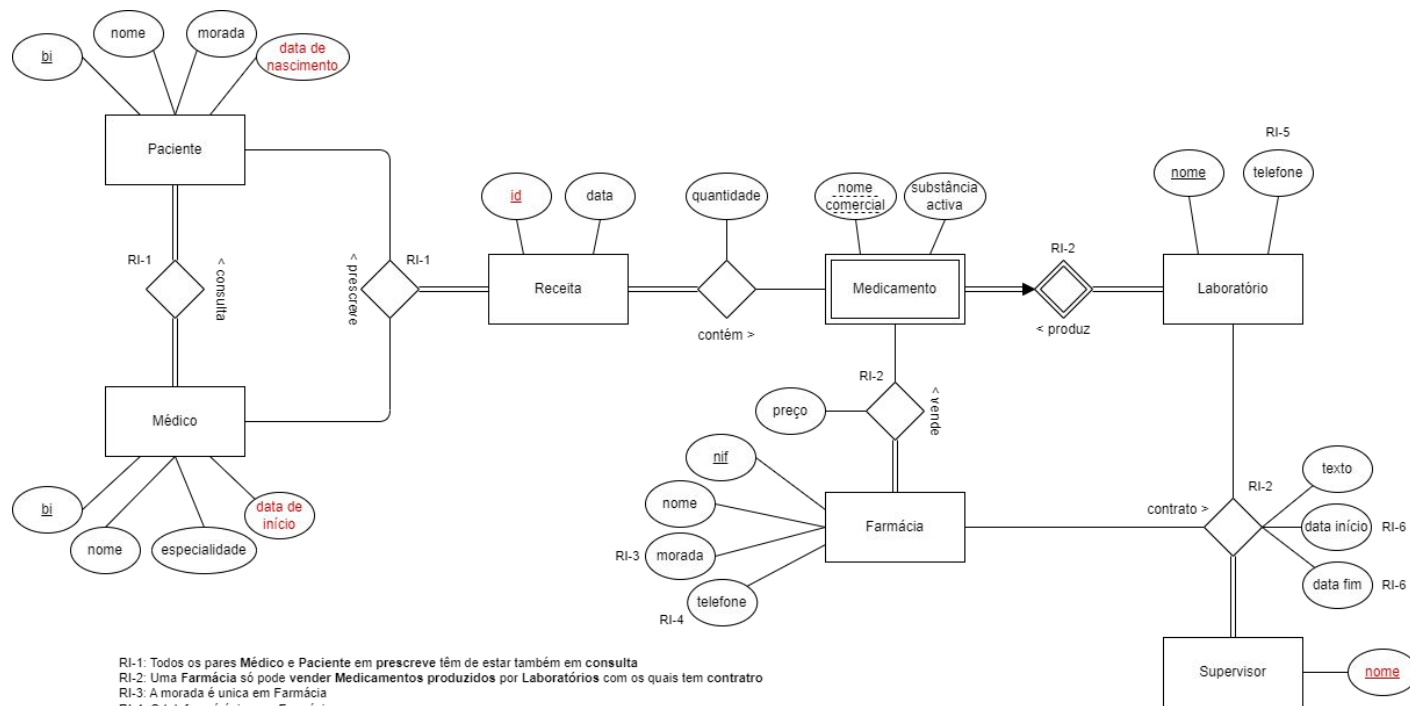 nome
morada
bi
data de
nascimento
Paciente
RI-5
id
data
quantidade
nome
comercial
substância
activa
nome
telefone
RI-1
< consulta
< prescreve
RI-1
RI-2
Receita
Medicamento
Laboratório
contém >
< produz
RI-2
preço
< vende
Médico
nif
texto
RI-2
bi
data de
início
nome
contrato >
Farmácia
data início
RI-6
nome
especialidade
RI-3
morada
data fim
RI-6
telefone
RI-4
RI-1: Todos os pares Médico e Paciente em prescreve têm de estar também em consulta
RI-2: Uma Farmácia só pode vender Medicamentos produzidos por Laboratórios com os quais tem contratro
RI-3: A morada é unica em Farmácia
Supervisor
nome